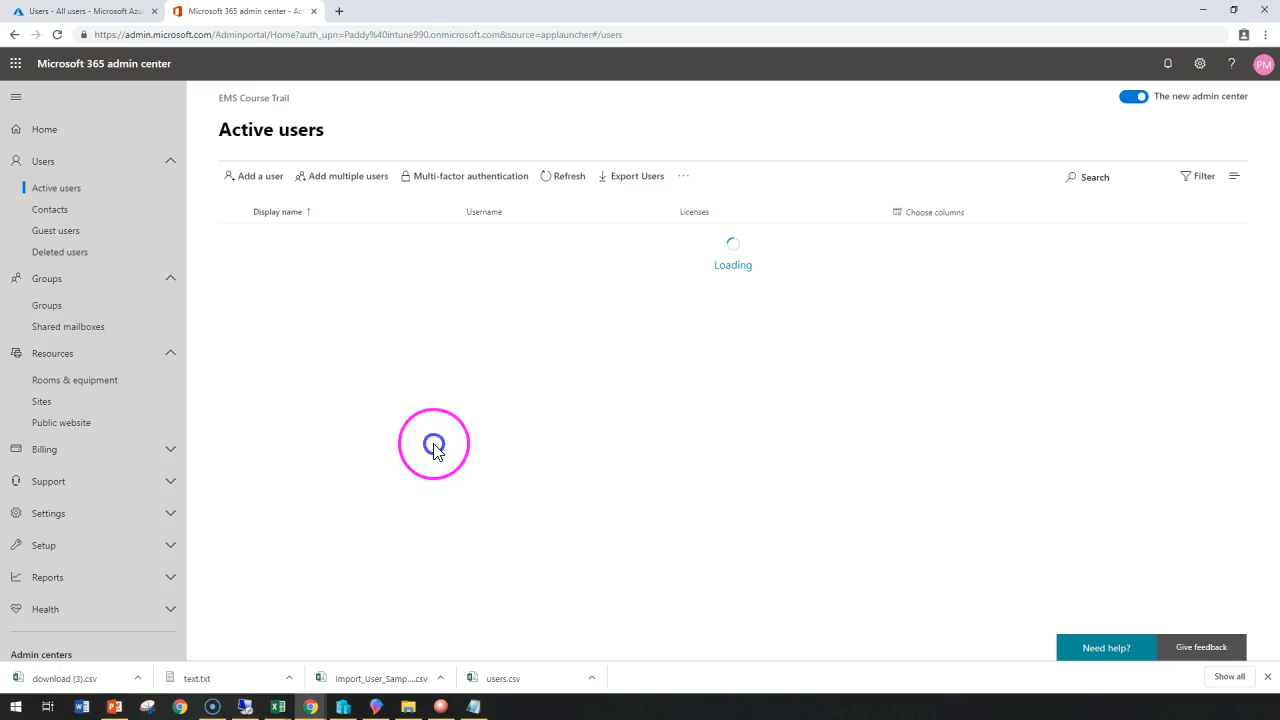 Users - All users - Microsoft Azu
Microsoft 365 admin center - Activ
https://admin.microsoft.com/Adminportal/Home?auth_upn=Paddy%40intune990.onmicrosoft.com&source=applauncher#/users
Microsoft 365 admin center
PM
EMS Course Trail
The new admin center
Active users
Home
Users
Active users
Contacts
Guest users
Deleted users
Groups
Groups
Shared mailboxes
Resources
Rooms & equipment
Sites
Public website
Billing
Support
Settings
Setup
Reports
Health
Admin centers
Add a user
Add multiple users
Multi-factor authentication
Refresh
Export Users
Search
Filter
Display name ↑
Username
Licenses
Choose columns
Loading
Need help?
Give feedback
download (3).csv
text.txt
Import_User_Samp....csv
users.csv
Show all